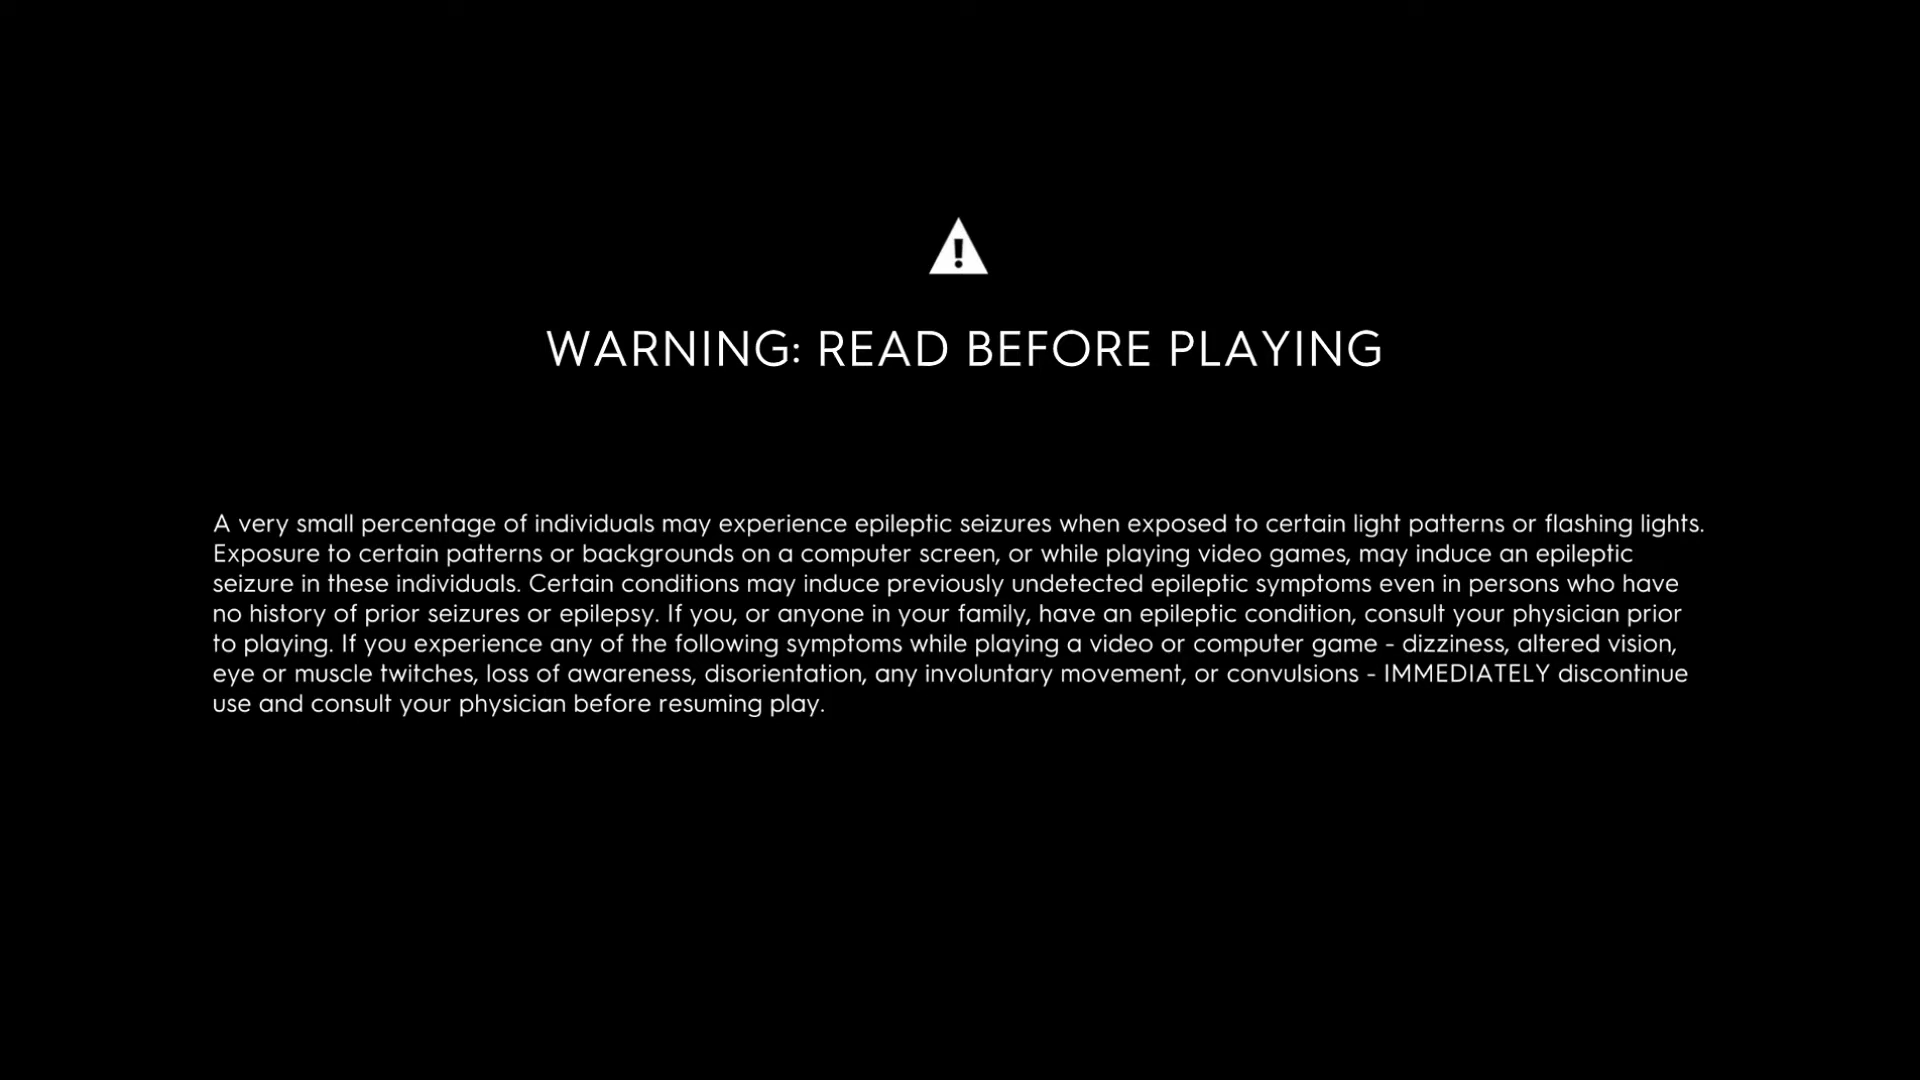 WARNING: READ BEFORE PLAYING
A very small percentage of individuals may experience epileptic seizures when exposed to certain light patterns or flashing lights.
Exposure to certain patterns or backgrounds on a computer screen, or while playing video games, may induce an epileptic
seizure in these individuals. Certain conditions may induce previously undetected epileptic symptoms even in persons who have
no history of prior seizures or epilepsy. If you, or anyone in your family, have an epileptic condition, consult your physician prior
to playing. If you experience any of the following symptoms while playing a video or computer game - dizziness, altered vision,
eye or muscle twitches, loss of awareness, disorientation, any involuntary movement, or convulsions - IMMEDIATELY discontinue
use and consult your physician before resuming play.